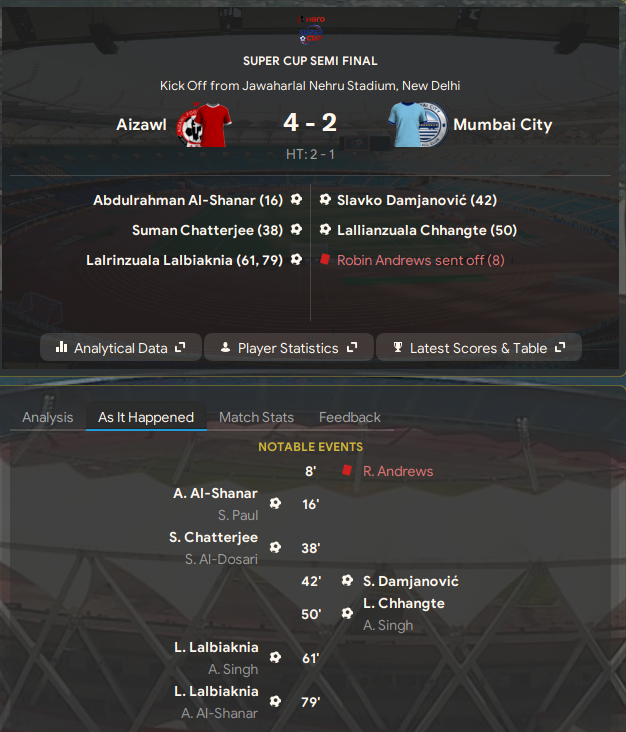 HERO
SUPER CUP
SUPER CUP SEMI FINAL
Kick Off from Jawaharlal Nehru Stadium, New Delhi
Aizawl 4 - 2 Mumbai City
HT: 2 - 1
Abdulrahman Al-Shanar (16) Slavko Damjanović (42)
Suman Chatterjee (38) Lallianzuala Chhangte (50)
Lalrinzuala Lalbiaknia (61, 79) Robin Andrews sent off (8)
Analytical Data Player Statistics Latest Scores & Table
Analysis As It Happened Match Stats Feedback
NOTABLE EVENTS
8' R. Andrews
A. Al-Shanar 16'
S. Paul
S. Chatterjee 38'
S. Al-Dosari
42' S. Damjanović
50' L. Chhangte
A. Singh
L. Lalbiaknia 61'
A. Singh
L. Lalbiaknia 79'
A. Al-Shanar